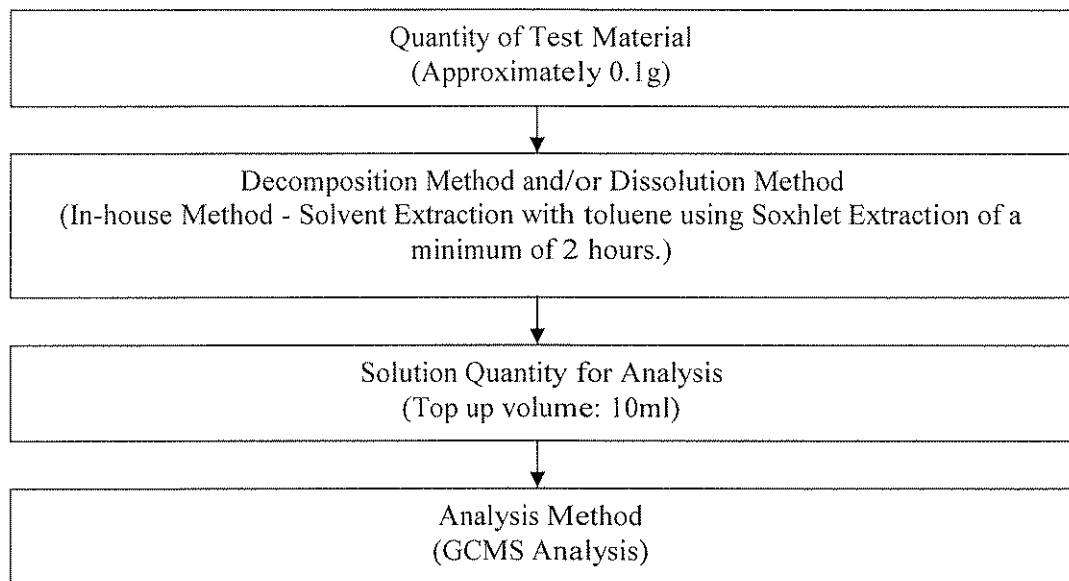 Quantity of Test Material
(Approximately 0.1g)
Decomposition Method and/or Dissolution Method
(In-house Method - Solvent Extraction with toluene using Soxhlet Extraction of a
minimum of 2 hours.)
Solution Quantity for Analysis
(Top up volume: 10ml)
Analysis Method
(GCMS Analysis)